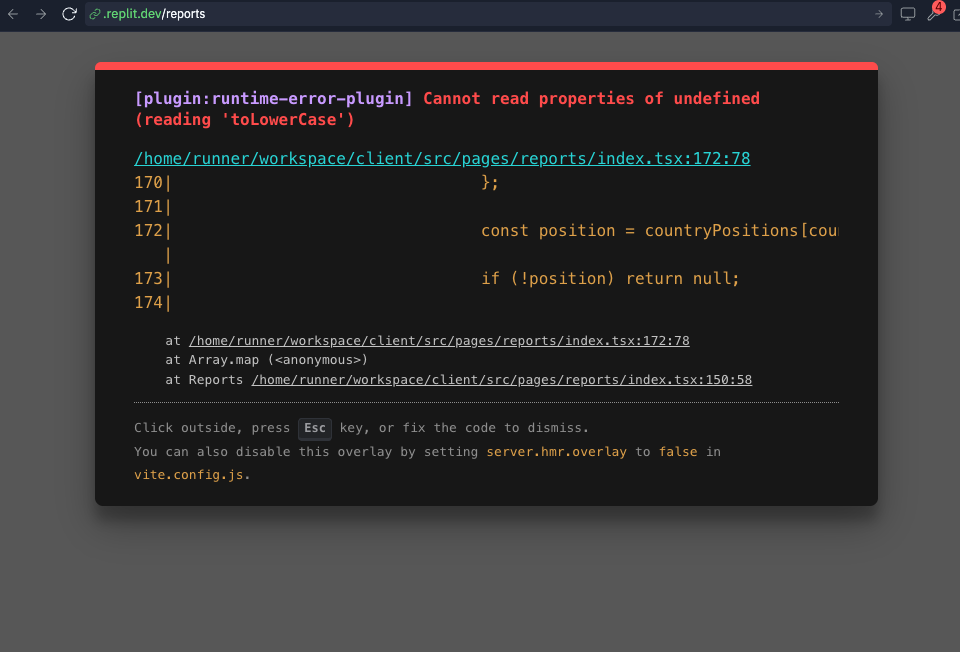 .replit.dev/reports
4
[plugin:runtime-error-plugin] Cannot read properties of undefined
(reading 'toLowerCase')
/home/runner/workspace/client/src/pages/reports/index.tsx:172:78
170|                                };
171|
172|                                const position = countryPositions[cou
   |
173|                                if (!position) return null;
174|
at /home/runner/workspace/client/src/pages/reports/index.tsx:172:78
at Array.map (<anonymous>)
at Reports /home/runner/workspace/client/src/pages/reports/index.tsx:150:58
Click outside, press Esc key, or fix the code to dismiss.
You can also disable this overlay by setting server.hmr.overlay to false in
vite.config.js.